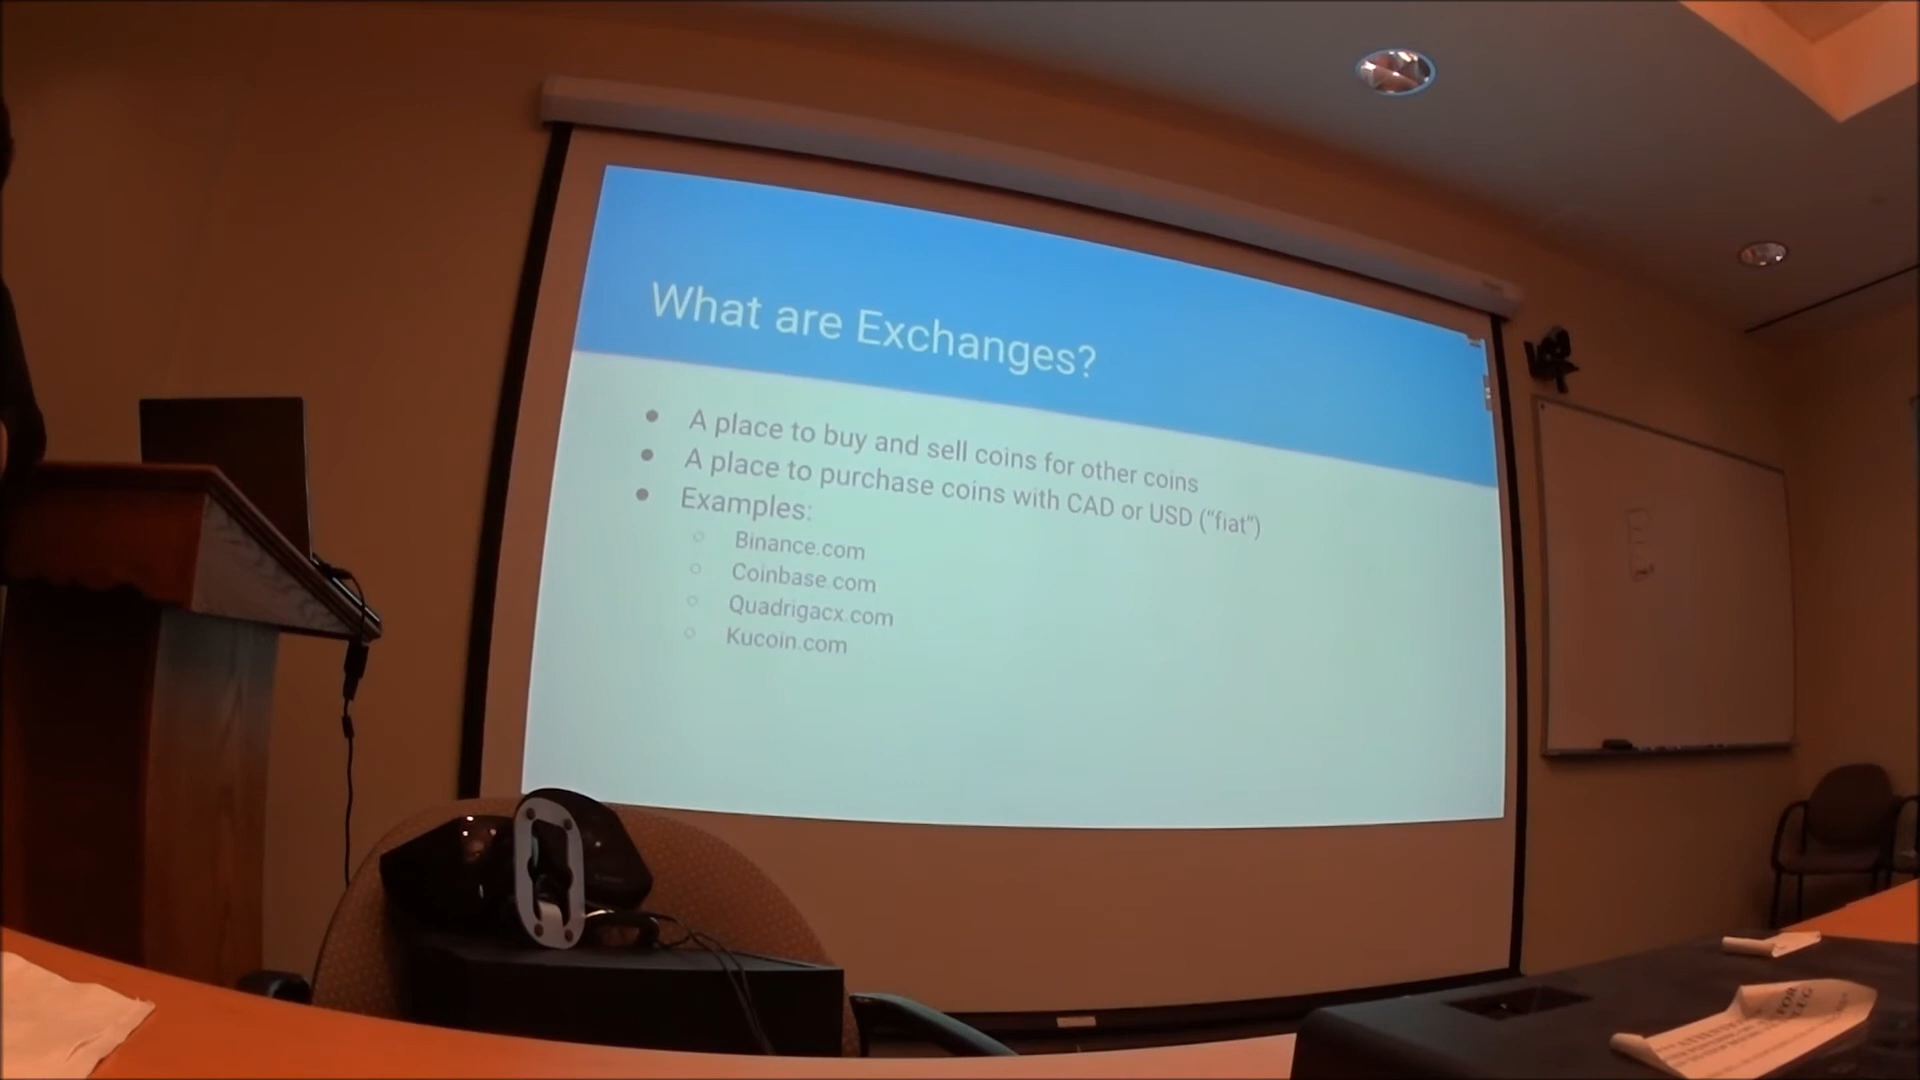 What are Exchanges?
● A place to buy and sell coins for other coins
● A place to purchase coins with CAD or USD ("fiat")
● Examples:
○ Binance.com
○ Coinbase.com
○ Quadrigacx.com
○ Kucoin.com